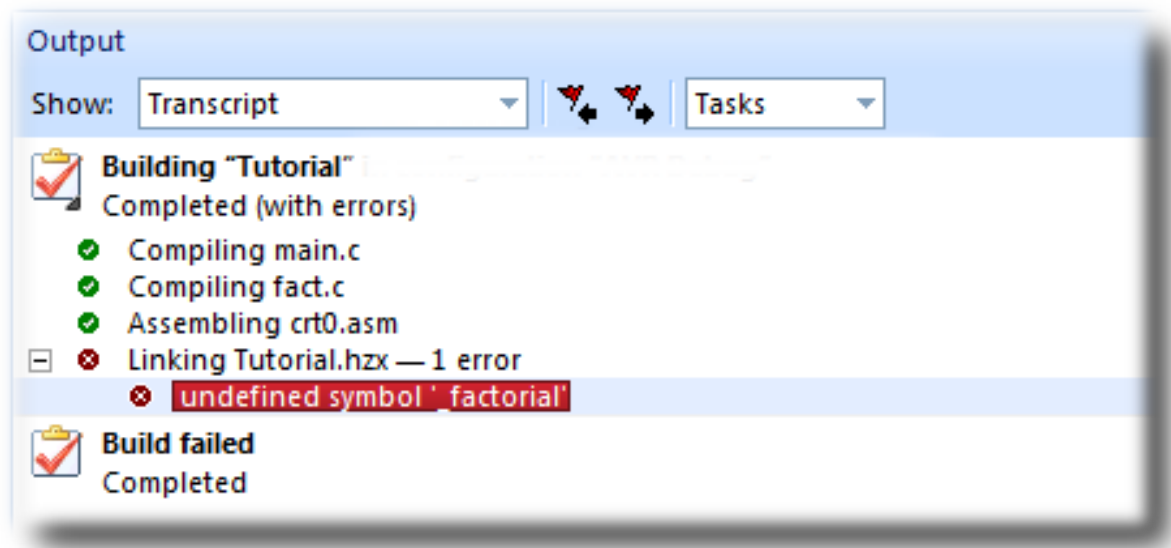 Output
Show: Transcript Tasks
Building “Tutorial”
Completed (with errors)
Compiling main.c
Compiling fact.c
Assembling crt0.asm
Linking Tutorial.hzx — 1 error
undefined symbol '_factorial'
Build failed
Completed